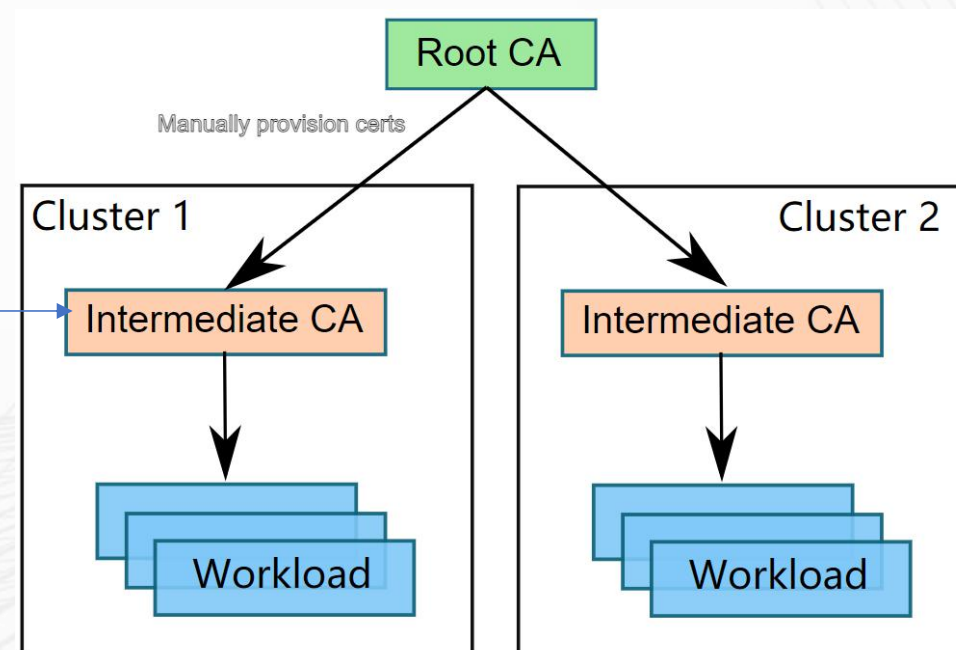 Root CA
Manually provision certs
Cluster 1
Cluster 2
Intermediate CA
Intermediate CA
Workload
Workload